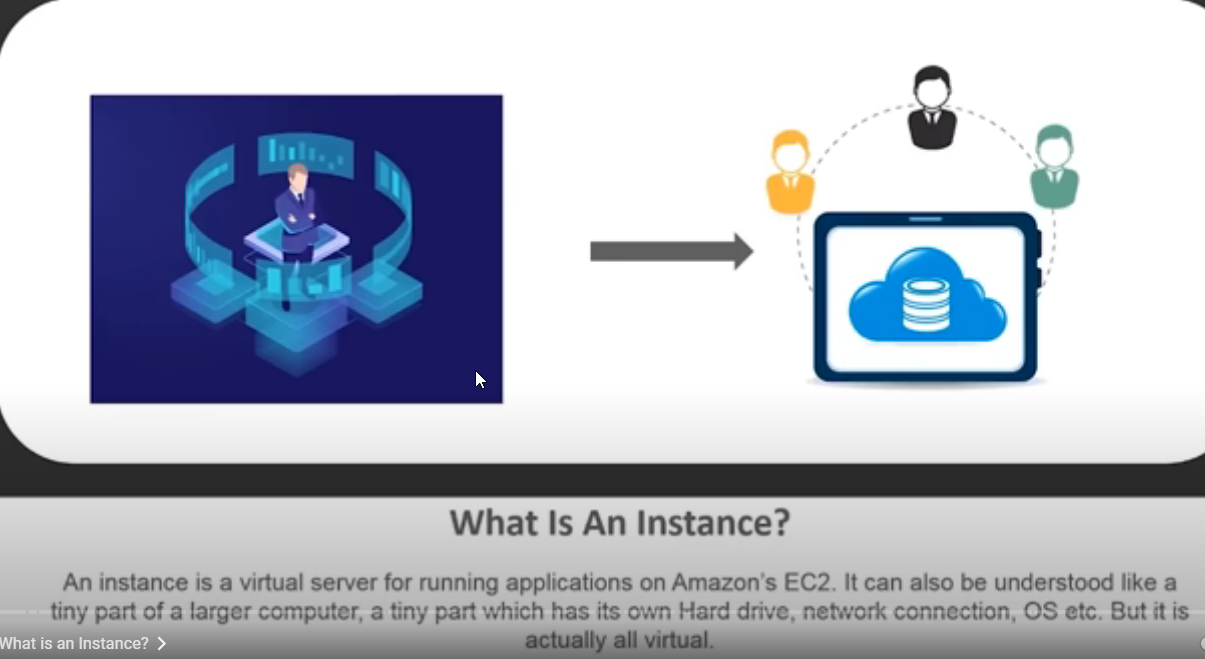 What Is An Instance?
An instance is a virtual server for running applications on Amazon's EC2. It can also be understood like a
tiny part of a larger computer, a tiny part which has its own Hard drive, network connection, OS etc. But it is
actually all virtual.
What is an Instance?